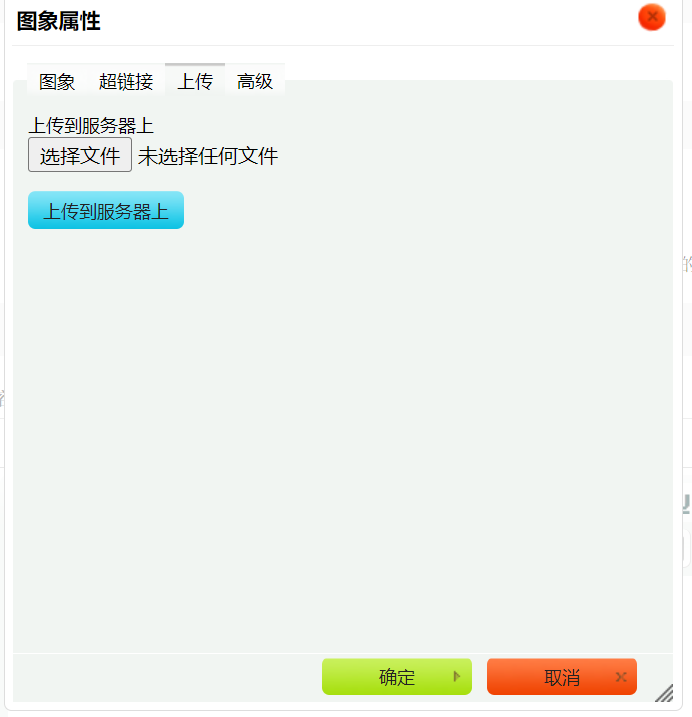 图象属性
图象 超链接 上传 高级
上传到服务器上
选择文件 未选择任何文件
上传到服务器上
的
确定 取消